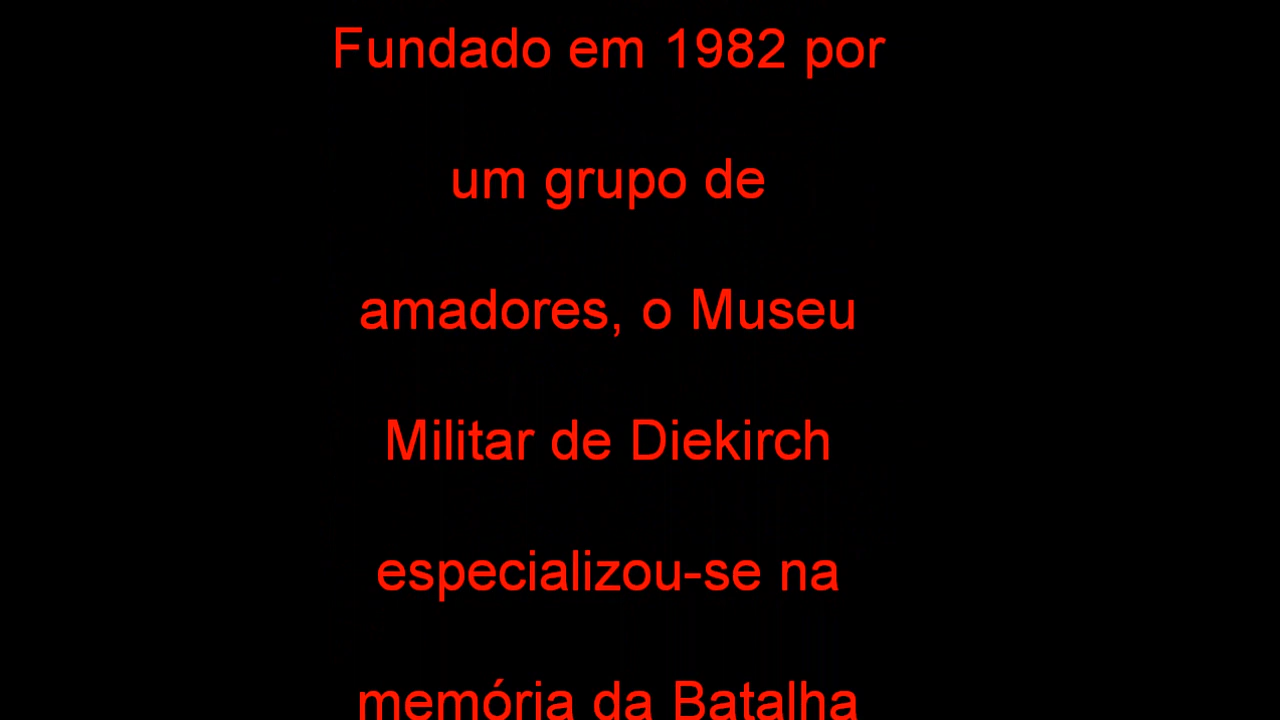 Fundado em 1982 por
um grupo de
amadores, o Museu
Militar de Diekirch
especializou-se na
memória da Batalha